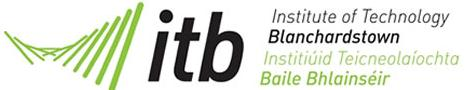 itb
Institute of Technology
Blanchardstown
Institiúid Teicneolaíochta
Baile Bhlainséir